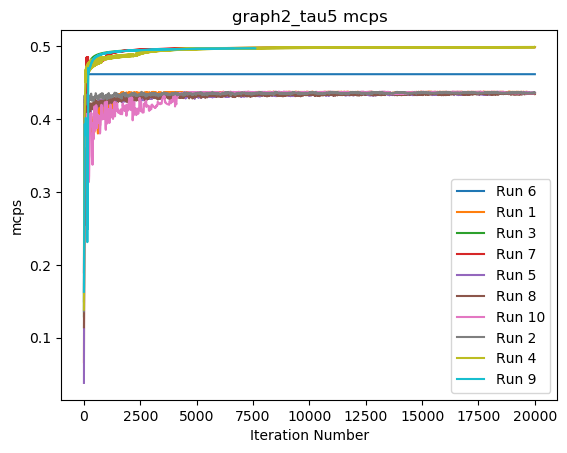 graph2_tau5 mcps
mcps
0.5
0.4
0.3
0.2
0.1
Run 6
Run 1
Run 3
Run 7
Run 5
Run 8
Run 10
Run 2
Run 4
Run 9
0 2500 5000 7500 10000 12500 15000 17500 20000
Iteration Number